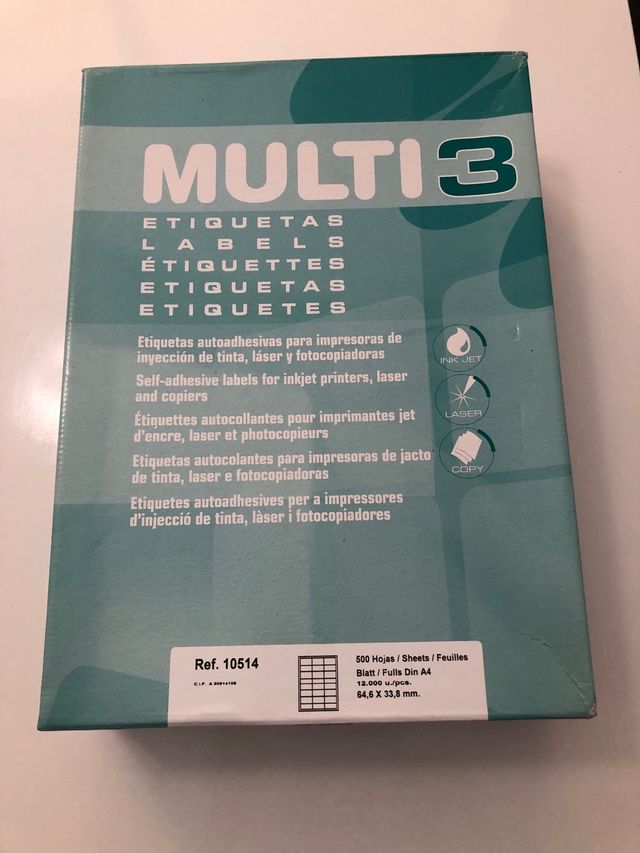 MULTI3
ETIQUETAS
LABELS
ÉTIQUETTES
ETIQUETAS
ETIQUETES
Etiquetas autoadhesivas para impresoras de
inyección de tinta, láser y fotocopiadoras
Self-adhesive labels for inkjet printers, laser
and copiers
Étiquettes autocollantes pour imprimantes jet
d'encre, laser et photocopieurs
Etiquetas autocolantes para impresoras de jacto
de tinta, laser e fotocopiadoras
Etiquetes autoadhesives per a impressores
d'injecció de tinta, làser i fotocopiadores
INK JET
LASER
COPY
Ref. 10514
C.I.F. A 60914108
500 Hojas / Sheets / Feuilles
Blatt / Fulls Din A4
12.000 u./pcs.
64,6 X 33,8 mm.